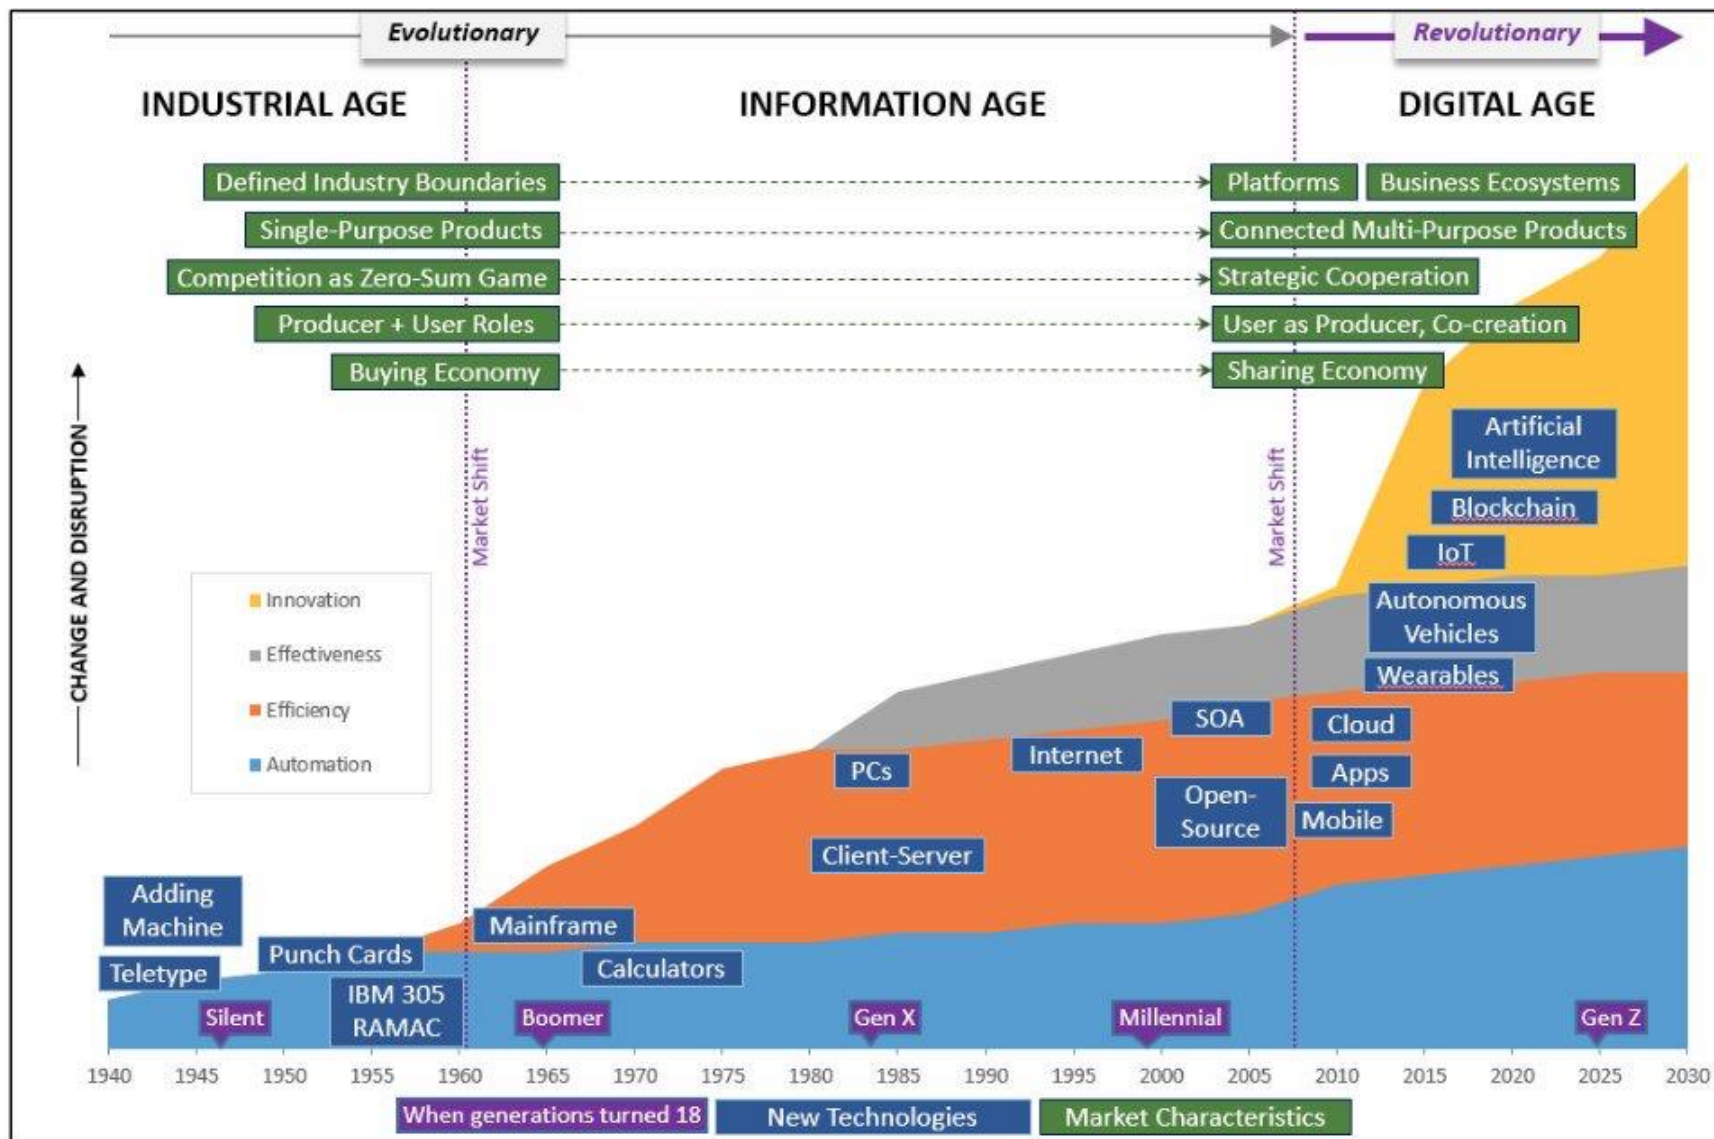 Evolutionary
Revolutionary
INDUSTRIAL AGE
INFORMATION AGE
DIGITAL AGE
Defined Industry Boundaries
Platforms
Business Ecosystems
Single-Purpose Products
Connected Multi-Purpose Products
Competition as Zero-Sum Game
Strategic Cooperation
Producer + User Roles
User as Producer, Co-creation
Buying Economy
Sharing Economy
CHANGE AND DISRUPTION
Market Shift
Market Shift
Innovation
Effectiveness
Efficiency
Automation
Artificial
Intelligence
Blockchain
IoT
Autonomous
Vehicles
Wearables
SOA
Cloud
Internet
PCs
Apps
Open-
Source
Mobile
Client-Server
Adding
Machine
Mainframe
Punch Cards
Teletype
Calculators
IBM 305
RAMAC
Silent
Boomer
Gen X
Millennial
Gen Z
1940 1945 1950 1955 1960 1965 1970 1975 1980 1985 1990 1995 2000 2005 2010 2015 2020 2025 2030
When generations turned 18
New Technologies
Market Characteristics